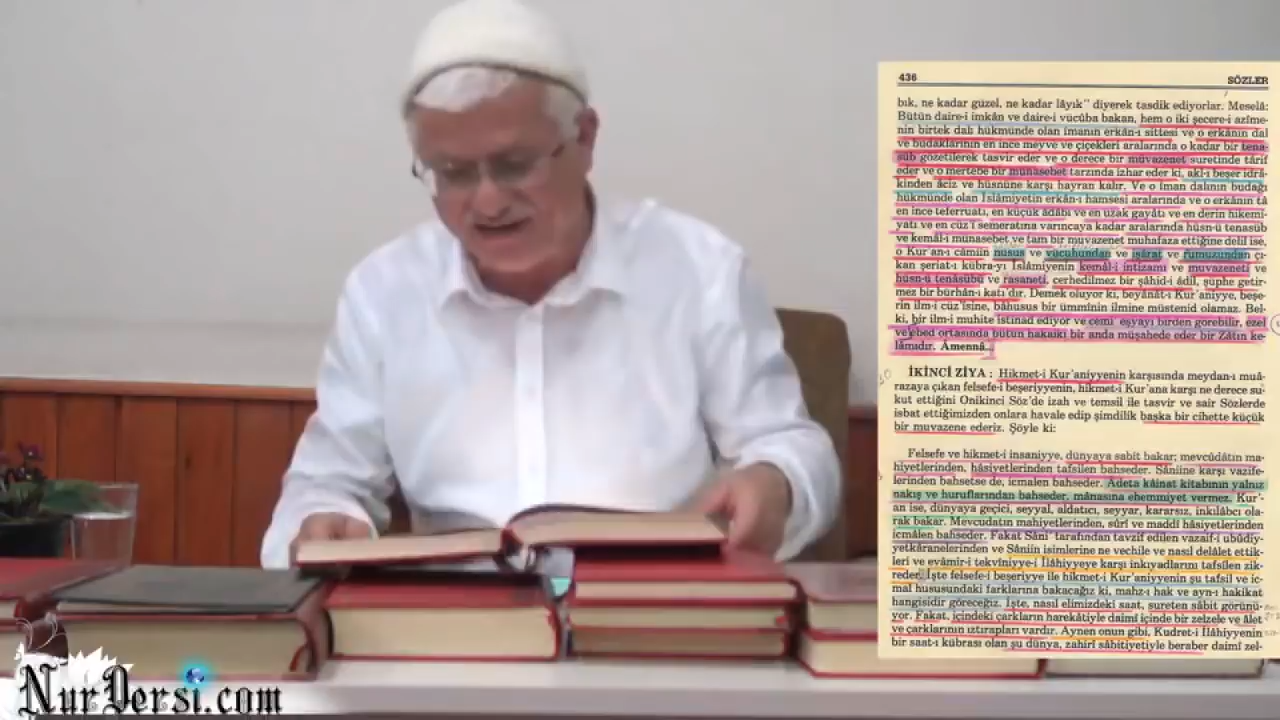 436 SÖZLER
bık, ne kadar güzel, ne kadar lâyık" diyerek tasdik ediyorlar. Meselâ:
Bütün daire-i imkân ve daire-i vücûba bakan, hem o iki şecere-i azîme-
nin birtek dalı hükmünde olan îmanın erkân-ı sittesi ve o erkânın dal
ve budaklarının en ince meyve ve çiçekleri aralarında o kadar bir tena-
süb gözetilerek tasvir eder ve o derece bir müvazenet suretinde târif
eder ve o mertebe bir münasebet tarzında izhar eder ki, akl-ı beşer idrâ-
kinden âciz ve hüsnüne karşı hayran kalır. Ve o îman dalının budağı
hükmünde olan İslâmiyetin erkân-ı hamsesi aralarında ve o erkânın tâ
en ince teferruatı, en küçük âdâbı ve en uzak gayâtı ve en derin hikemi-
yatı ve en cüz'î semeratına varıncaya kadar aralarında hüsn-ü tenasüb
ve kemâl-i münasebet ve tam bir muvazenet muhafaza ettiğine delil ise,
o Kur'an-ı câmiin nusus ve vücuhundan ve işârat ve rumuzundan çı-
kan şeriat-ı kübra-yı İslâmiyenin kemâl-i intizamı ve muvazeneti ve
hüsn-ü tenasübü ve rasaneti, cerhedilmez bir şâhid-i âdil, şüphe getir-
mez bir bürhân-ı katı'dır. Demek oluyor ki, beyânât-ı Kur'aniyye, beşe-
rin ilm-i cüz'îsine, bâhusus bir ümmînin ilmine müstenid olamaz. Bel-
ki, bir ilm-i muhite istinad ediyor ve cemi' eşyayı birden görebilir, ezel
ve ebed ortasında bütün hakaiki bir anda müşahede eder bir Zâtın ke-
lâmıdır. Âmennâ...
İKİNCİ ZİYA : Hikmet-i Kur'aniyyenin karşısında meydan-ı muâ-
razaya çıkan felsefe-i beşeriyyenin, hikmet-i Kur'ana karşı ne derece su-
kut ettiğini Onikinci Söz'de izah ve temsil ile tasvir ve sair Sözlerde
isbat ettiğimizden onlara havale edip şimdilik başka bir cihette küçük
bir muvazene ederiz. Şöyle ki:
Felsefe ve hikmet-i insaniyye, dünyaya sabit bakar; mevcûdâtın ma-
hiyetlerinden, hâsiyetlerinden tafsilen bahseder. Sâniine karşı vazife-
lerinden bahsetse de, icmalen bahseder. Adeta kâinat kitabının yalnız
nakış ve huruflarından bahseder, mânasına ehemmiyet vermez. Kur'-
an ise, dünyaya geçici, seyyal, aldatıcı, seyyar, kararsız, inkılâbcı ola-
rak bakar. Mevcudatın mahiyetlerinden, sûrî ve maddî hâsiyetlerinden
icmâlen bahseder. Fakat Sâni' tarafından tavzif edilen vazaif-i ubûdiy-
yetkâranelerinden ve Sâniin isimlerine ne vechile ve nasıl delâlet ettik-
leri ve evâmir-i tekvîniyye-i İlâhiyyeye karşı inkıyadlarını tafsilen zik-
reder. İşte felsefe-i beşeriyye ile hikmet-i Kur'aniyyenin şu tafsil ve ic-
mal hususundaki farklarına bakacağız ki, mahz-ı hak ve ayn-ı hakikat
hangisidir göreceğiz. İşte, nasıl elimizdeki saat, sureten sâbit görünü-
yor. Fakat, içindeki çarkların harekâtiyle daimî içinde bir zelzele ve âlet
ve çarklarının ıztırapları vardır. Aynen onun gibi, Kudret-i İlâhiyyenin
bir saat-ı kübrası olan şu dünya, zahirî sâbitiyetiyle beraber daimî zel-
NurDersi.com